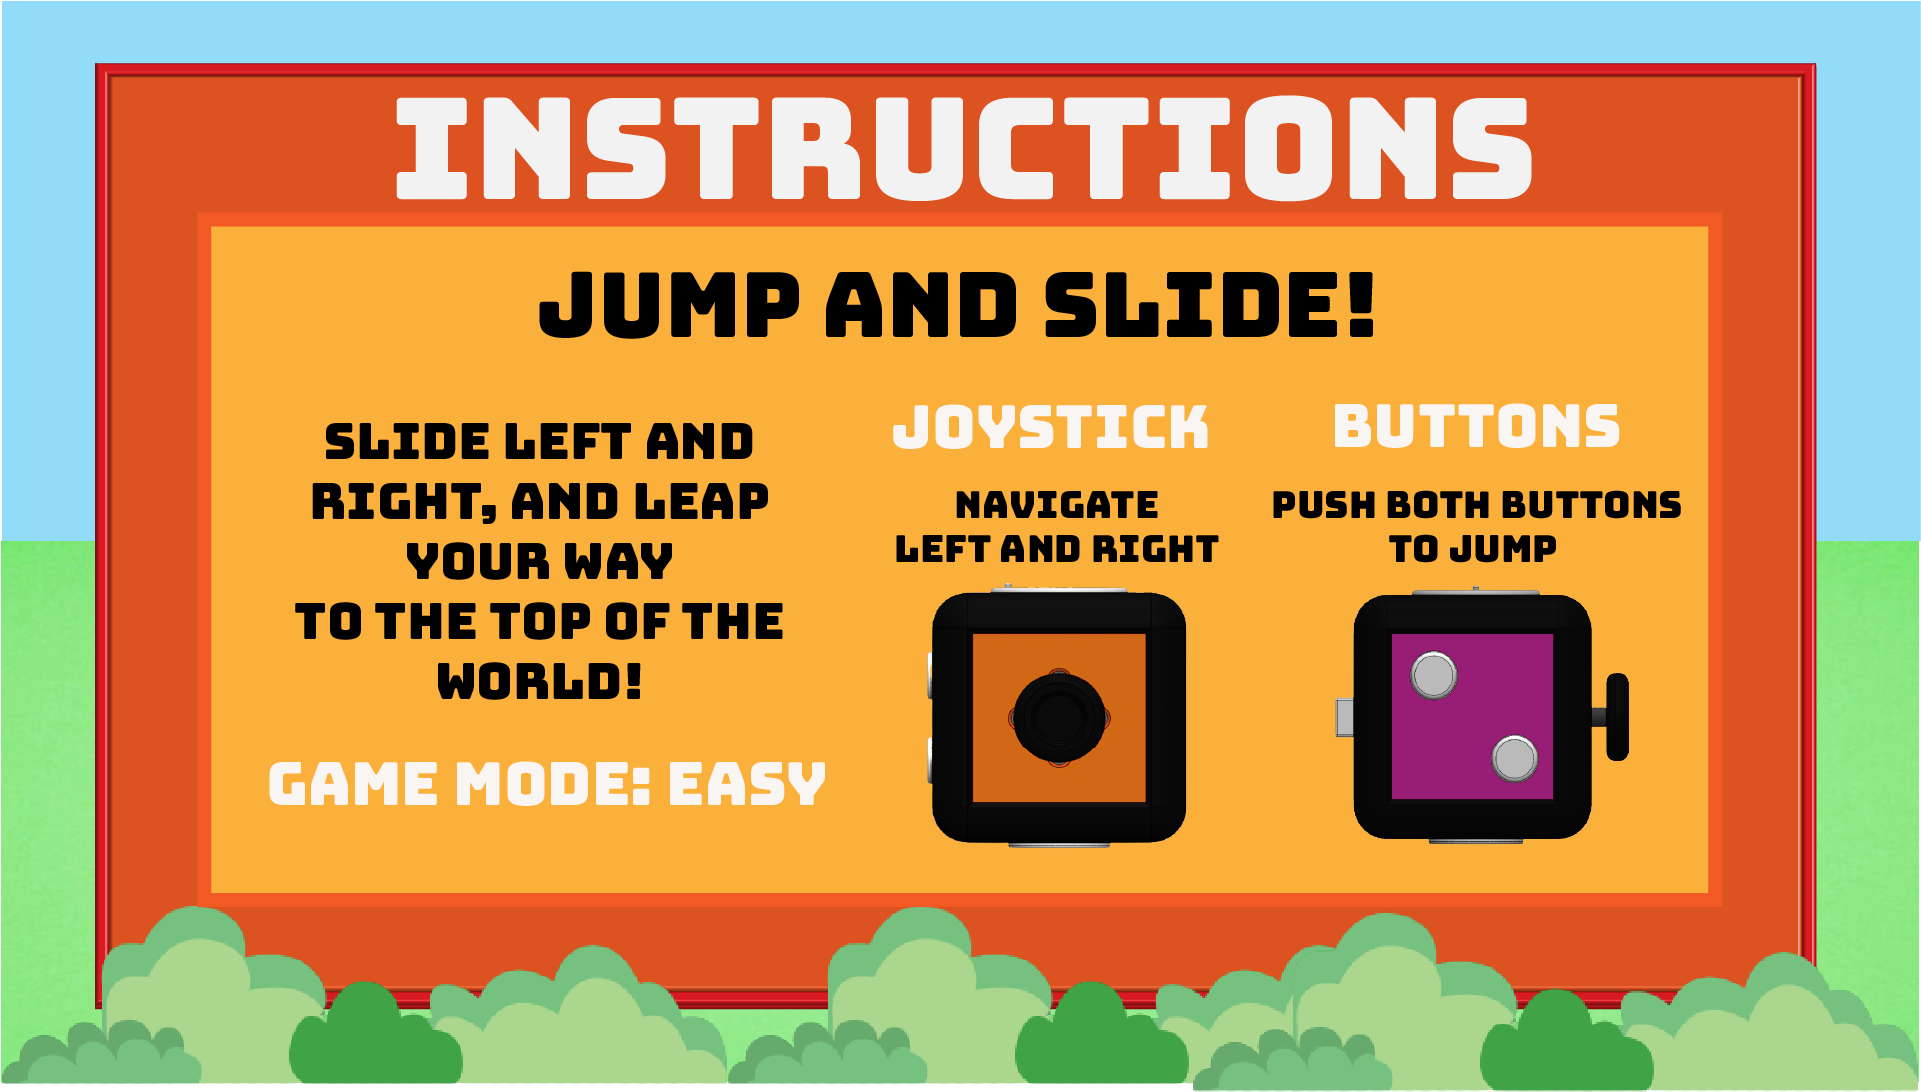 INSTRUCTIONS
JUMP AND SLIDE!
SLIDE LEFT AND
RIGHT, AND LEAP
YOUR WAY
TO THE TOP OF THE
WORLD!
GAME MODE: EASY
JOYSTICK
NAVIGATE
LEFT AND RIGHT
BUTTONS
PUSH BOTH BUTTONS
TO JUMP